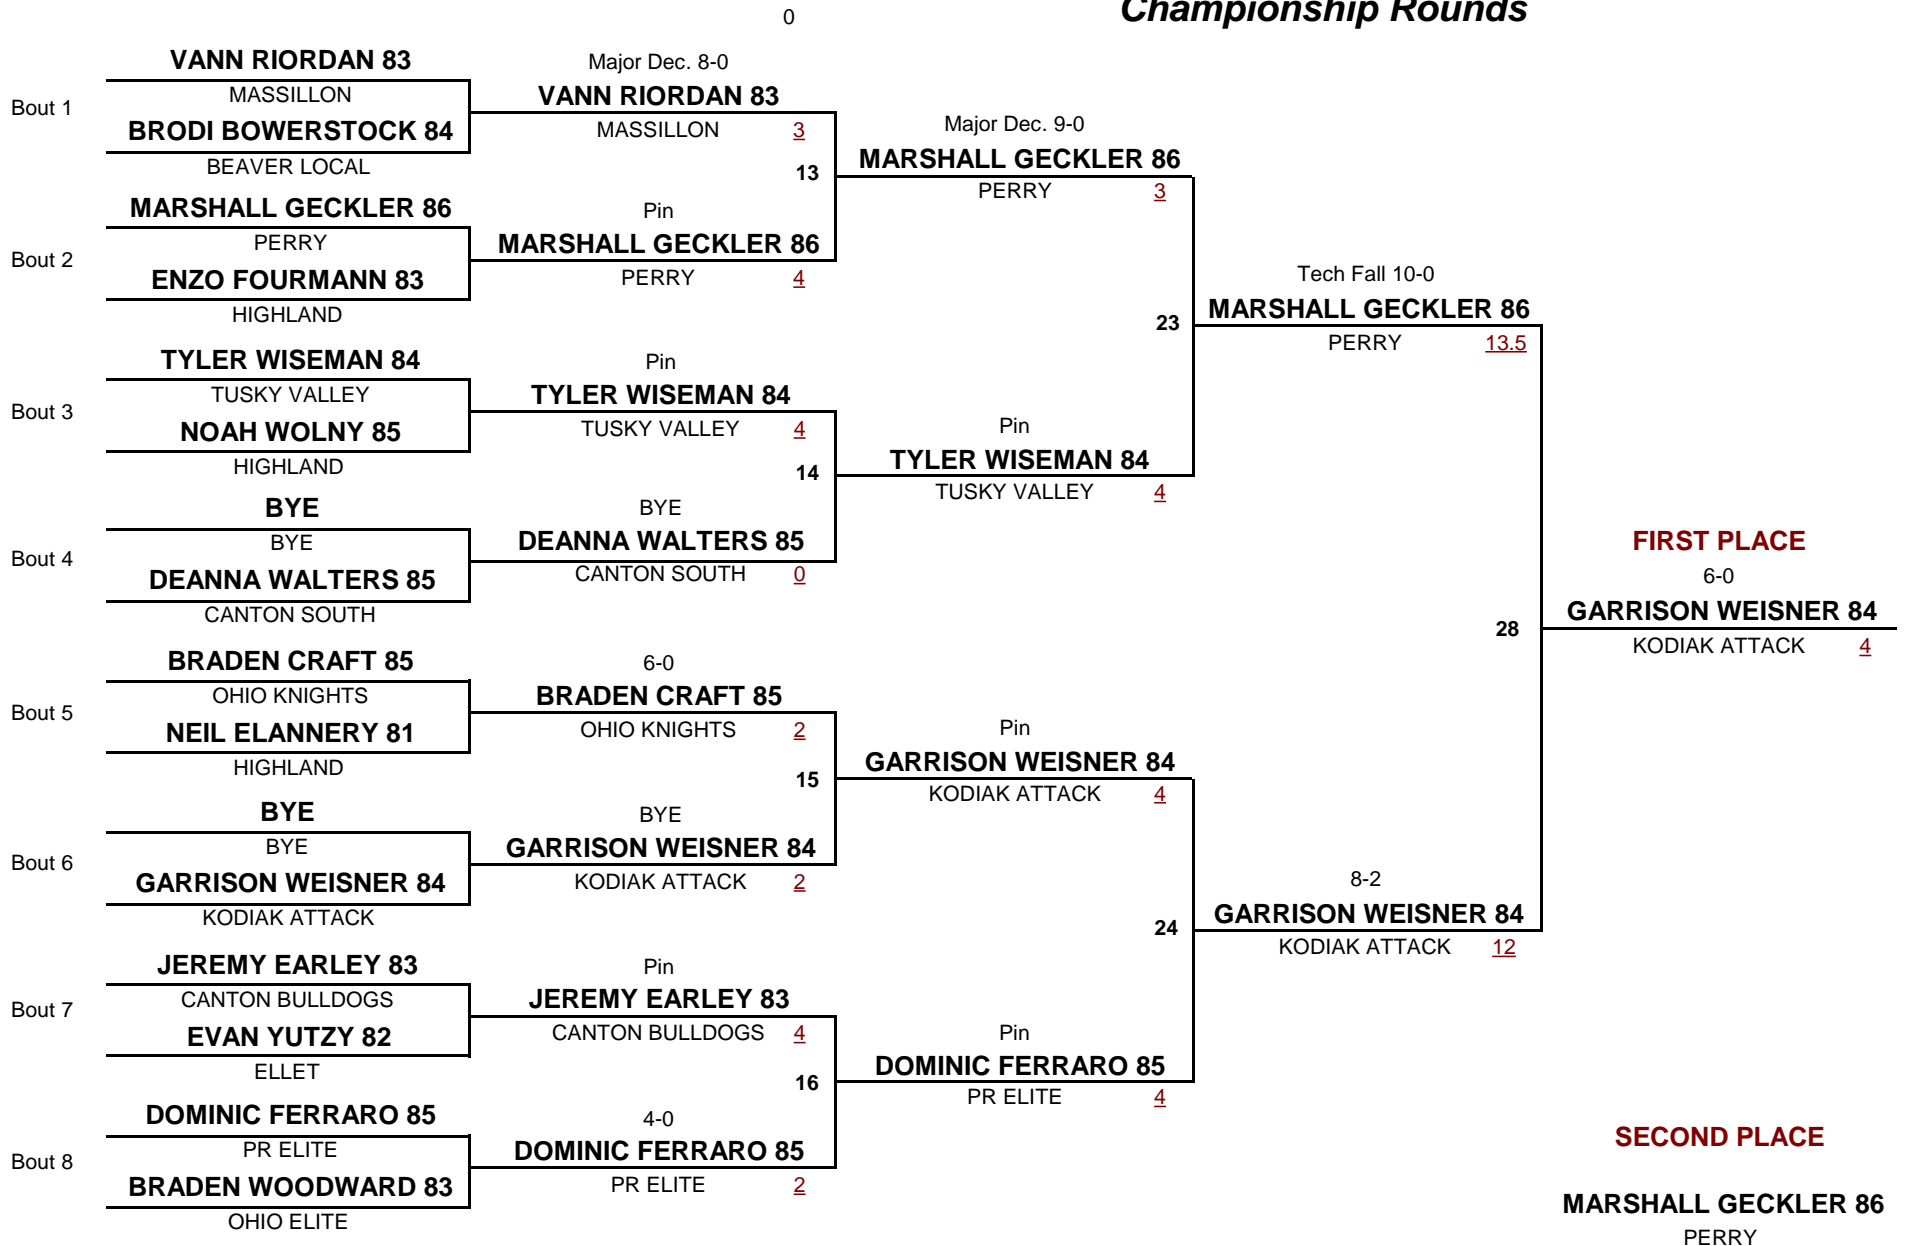 Championship Rounds
0
VANN RIORDAN 83
MASSILLON
Bout 1
BRODI BOWERSTOCK 84
BEAVER LOCAL
MARSHALL GECKLER 86
PERRY
Bout 2
ENZO FOURMANN 83
HIGHLAND
TYLER WISEMAN 84
TUSKY VALLEY
Bout 3
NOAH WOLNY 85
HIGHLAND
BYE
BYE
Bout 4
DEANNA WALTERS 85
CANTON SOUTH
BRADEN CRAFT 85
OHIO KNIGHTS
Bout 5
NEIL ELANNERY 81
HIGHLAND
BYE
BYE
Bout 6
GARRISON WEISNER 84
KODIAK ATTACK
JEREMY EARLEY 83
CANTON BULLDOGS
Bout 7
EVAN YUTZY 82
ELLET
DOMINIC FERRARO 85
PR ELITE
Bout 8
BRADEN WOODWARD 83
OHIO ELITE
Major Dec. 8-0
VANN RIORDAN 83
MASSILLON 3
13
Pin
MARSHALL GECKLER 86
PERRY 4
Pin
TYLER WISEMAN 84
TUSKY VALLEY 4
14
BYE
DEANNA WALTERS 85
CANTON SOUTH 0
6-0
BRADEN CRAFT 85
OHIO KNIGHTS 2
15
BYE
GARRISON WEISNER 84
KODIAK ATTACK 2
Pin
JEREMY EARLEY 83
CANTON BULLDOGS 4
16
4-0
DOMINIC FERRARO 85
PR ELITE 2
Major Dec. 9-0
MARSHALL GECKLER 86
PERRY 3
23
Pin
TYLER WISEMAN 84
TUSKY VALLEY 4
Pin
GARRISON WEISNER 84
KODIAK ATTACK 4
24
Pin
DOMINIC FERRARO 85
PR ELITE 4
Tech Fall 10-0
MARSHALL GECKLER 86
PERRY 13.5
28
8-2
GARRISON WEISNER 84
KODIAK ATTACK 12
FIRST PLACE
6-0
GARRISON WEISNER 84
KODIAK ATTACK 4
SECOND PLACE
MARSHALL GECKLER 86
PERRY